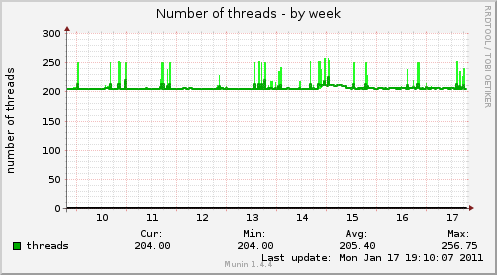 Number of threads - by week
RRDTOOL / TOBI OETIKER
number of threads
300
250
200
150
100
50
0
10 11 12 13 14 15 16 17
Cur: Min: Avg: Max:
threads 204.00 204.00 205.40 256.75
Last update: Mon Jan 17 19:10:07 2011
Munin 1.4.4